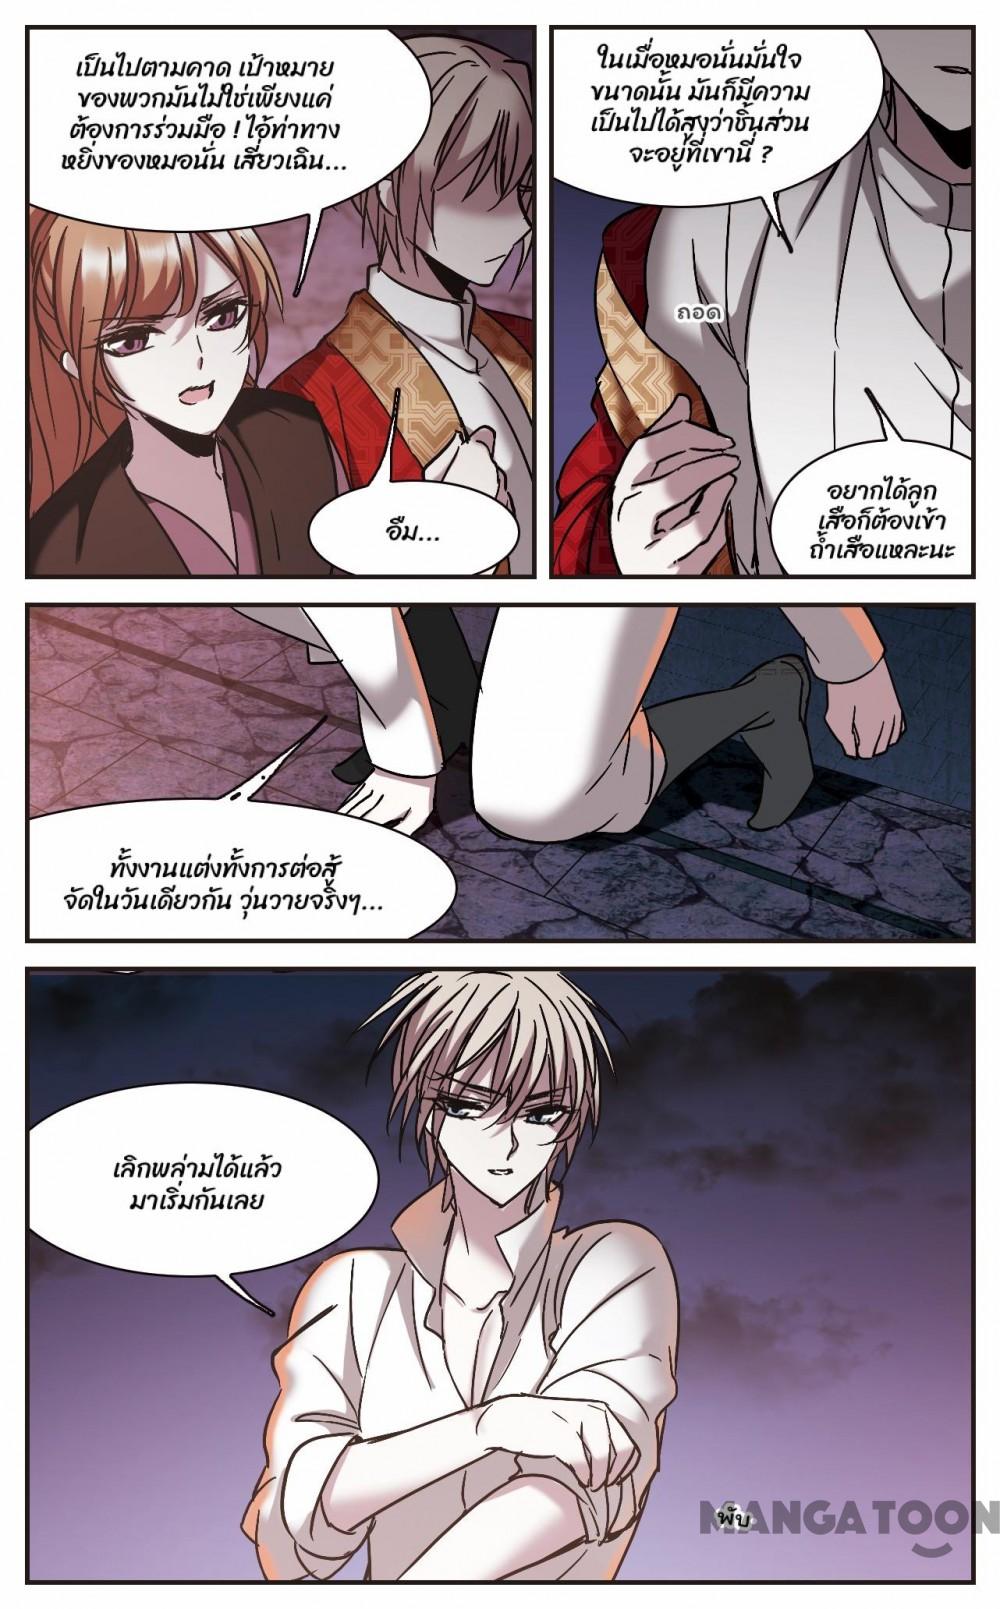 เป็นไปตามคาด เป้าหมาย
ของพวกมันไม่ใช่เพียงแค่
ต้องการร่วมมือ ! ไอ้ท่าทาง
หยิ่งของหมอนั่น เสี่ยวเฉิน...
อืม...
ในเมื่อหมอนั่นมั่นใจ
ขนาดนั้น มันก็มีความ
เป็นไปได้สูงว่าชิ้นส่วน
จะอยู่ที่เขานี่ ?
ถอด
อยากได้ลูก
เสือก็ต้องเข้า
ถ้ำเสือแหละนะ
ทั้งงานแต่งทั้งการต่อสู้
จัดในวันเดียวกัน วุ่นวายจริงๆ...
เลิกพล่ามได้แล้ว
มาเริ่มกันเลย
พับ
MANGATOON